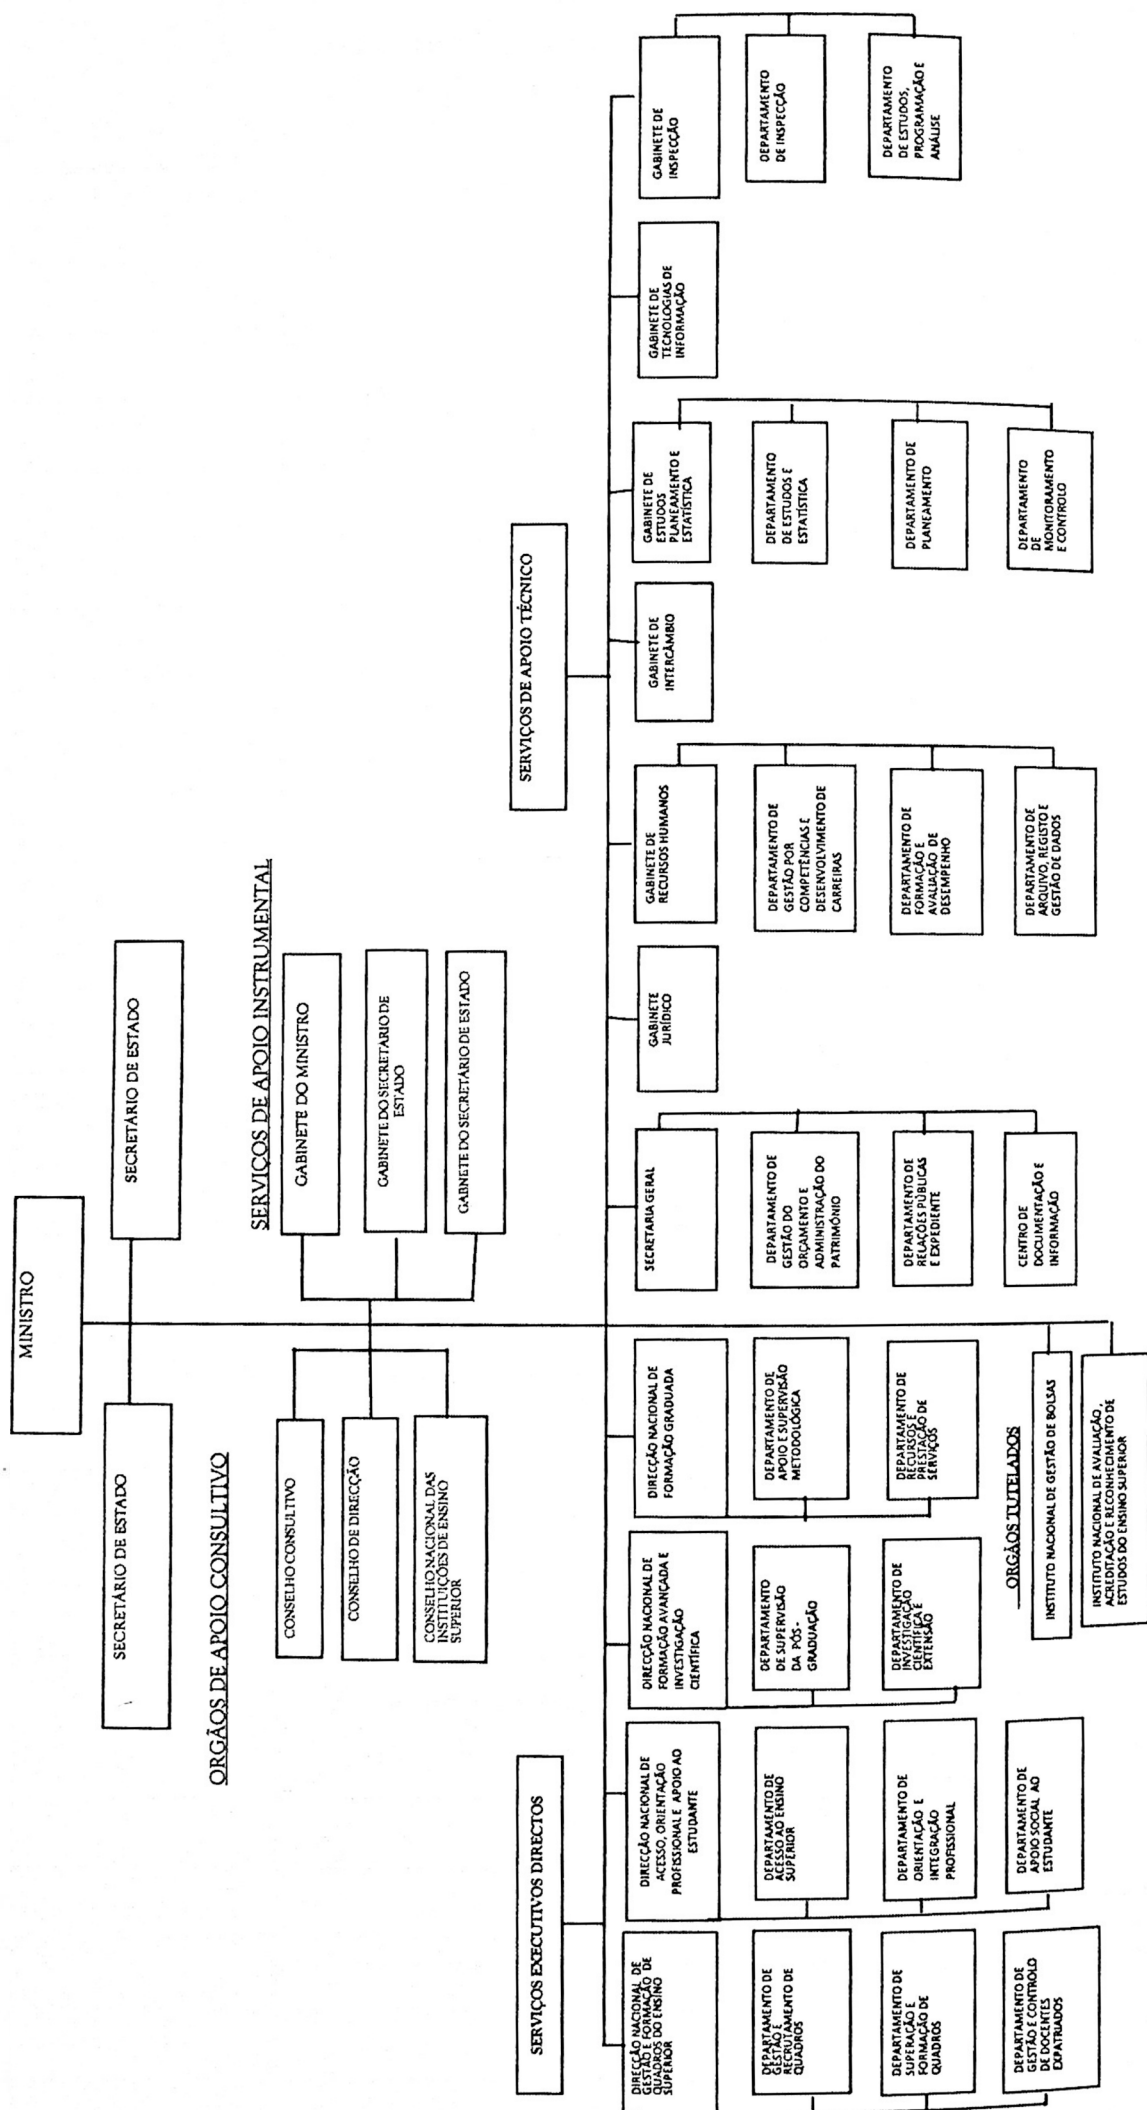 MINISTRO
SECRETÁRIO DE ESTADO
SECRETÁRIO DE ESTADO
ORGÃOS DE APOIO CONSULTIVO
SERVIÇOS DE APOIO INSTRUMENTAL
CONSELHO CONSULTIVO
CONSELHO DE DIRECÇÃO
CONSELHO NACIONAL DAS
INSTITUIÇÕES DE ENSINO
SUPERIOR
GABINETE DO MINISTRO
GABINETE DO SECRETÁRIO DE
ESTADO
GABNETE DO SECRETÁRIO DE ESTADO
SERVIÇOS EXECUTIVOS DIRECTOS
SERVIÇOS DE APOIO TÉCNICO
DIRECÇÃO NACIONAL DE
GESTÃO E FORMAÇÃO DE
QUADROS DO ENSINO
SUPERIOR
DEPARTAMENTO DE
GESTÃO E
RECRUTAMENTO DE
QUADROS
DEPARTAMENTO DE
SUPERAÇÃO E
FORMAÇÃO DE
QUADROS
DEPARTAMENTO DE
GESTÃO E CONTROLO
DE DOCENTES
EXPATRIADOS
DIRECÇÃO NACIONAL DE
ACESSO, ORIENTAÇÃO
PROFISSIONAL E APOIO AO
ESTUDANTE
DEPARTAMENTO DE
ACESSO AO ENSINO
SUPERIOR
DEPARTAMENTO DE
ORIENTAÇÃO E
INTEGRAÇÃO
PROFISSIONAL
DEPARTAMENTO DE
APOIO SOCIAL AO
ESTUDANTE
DIRECÇÃO NACIONAL DE
FORMAÇÃO AVANÇADA E
INVESTIGAÇÃO
CIENTÍFICA
DEPARTAMENTO
DE SUPERVISÃO
DA PÓS-
GRADUAÇÃO
DEPARTAMENTO DE
INVESTIGAÇÃO
CIENTÍFICA E
EXTENSÃO
DIRECÇÃO NACIONAL DE
FORMAÇÃO GRADUADA
DEPARTAMENTO DE
APOIO E SUPERVISÃO
METODOLÓGICA
DEPARTAMENTO DE
RECURSOS E
PRESTAÇÃO DE
SERVIÇOS
SECRETARIA GERAL
DEPARTAMENTO DE
GESTÃO DO
ORÇAMENTO E
ADMINISTRAÇÃO DO
PATRIMÓNIO
DEPARTAMENTO DE
RELAÇÕES PÚBLICAS
E EXPEDIENTE
CENTRO DE
DOCUMENTAÇÃO E
INFORMAÇÃO
GABINETE
JURÍDICO
GABINETE DE
RECURSOS HUMANOS
DEPARTAMENTO DE
GESTÃO POR
COMPETÊNCIAS E
DESENVOLVIMENTO DE
CARREIRAS
DEPARTAMENTO DE
FORMAÇÃO E
AVALIAÇÃO DE
DESEMPENHO
DEPARTAMENTO DE
ARQUIVO, REGISTO E
GESTÃO DE DADOS
GABINETE DE
INTERCÂMBIO
GABINETE DE
ESTUDOS
PLANEAMENTO E
ESTATÍSTICA
DEPARTAMENTO
DE ESTUDOS E
ESTATÍSTICA
DEPARTAMENTO DE
PLANEAMENTO
DEPARTAMENTO
DE
MONITORAMENTO
E CONTROLO
GABINETE DE
TECNOLOGIAS DE
INFORMAÇÃO
GABINETE DE
INSPECÇÃO
DEPARTAMENTO
DE INSPECÇÃO
DEPARTAMENTO
DE ESTUDOS,
PROGRAMAÇÃO E
ANÁLISE
ORGÃOS TUTELADOS
INSTITUTO NACIONAL DE GESTÃO DE BOLSAS
INSTITUTO NACIONAL DE AVALIAÇÃO,
ACREDITAÇÃO E RECONHECIMENTO DE
ESTUDOS DO ENSINO SUPERIOR